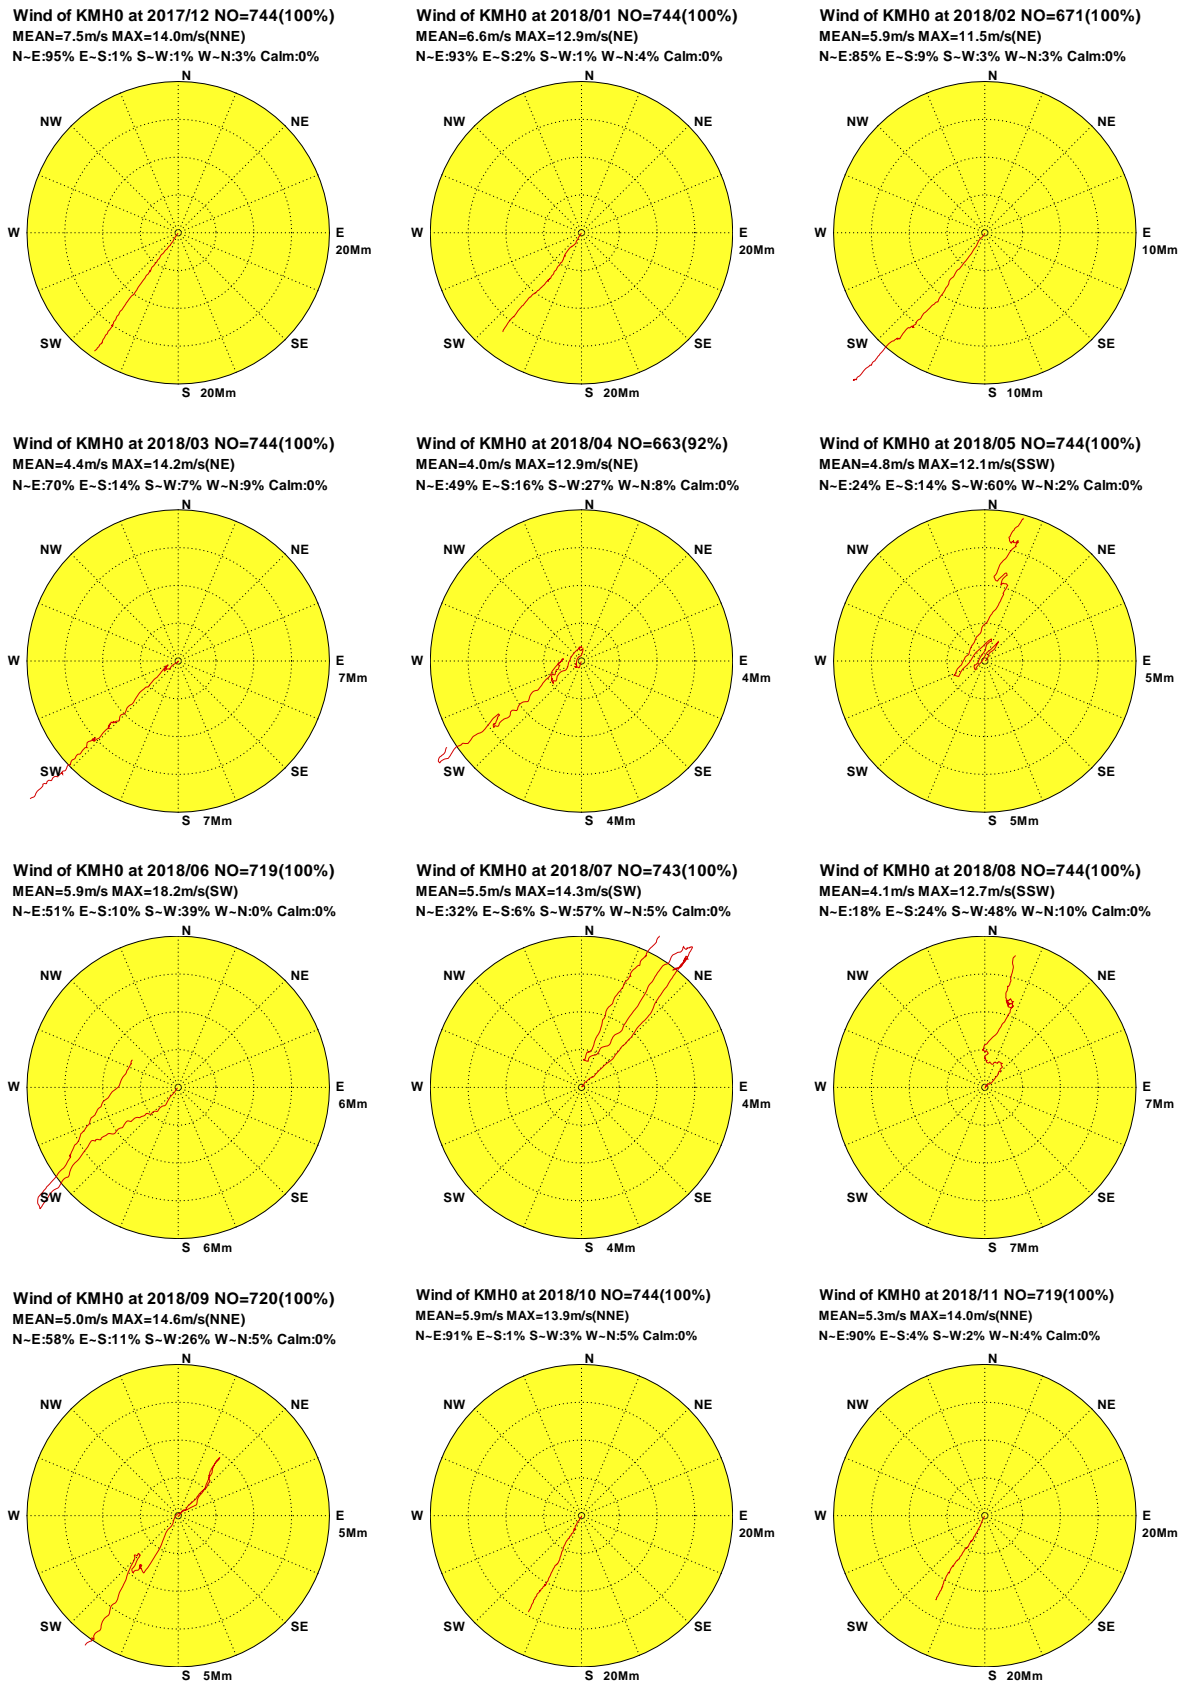 Wind of KMH0 at 2017/12 NO=744(100%)
MEAN=7.5m/s MAX=14.0m/s(NNE)
N~E:95% E~S:1% S~W:1% W~N:3% Calm:0%
N
NW
NE
W
E
20Mm
SW
SE
S 20Mm
Wind of KMH0 at 2018/01 NO=744(100%)
MEAN=6.6m/s MAX=12.9m/s(NE)
N~E:93% E~S:2% S~W:1% W~N:4% Calm:0%
N
NW
NE
W
E
20Mm
SW
SE
S 20Mm
Wind of KMH0 at 2018/02 NO=671(100%)
MEAN=5.9m/s MAX=11.5m/s(NE)
N~E:85% E~S:9% S~W:3% W~N:3% Calm:0%
N
NW
NE
W
E
10Mm
SW
SE
S 10Mm
Wind of KMH0 at 2018/03 NO=744(100%)
MEAN=4.4m/s MAX=14.2m/s(NE)
N~E:70% E~S:14% S~W:7% W~N:9% Calm:0%
N
NW
NE
W
E
7Mm
SW
SE
S 7Mm
Wind of KMH0 at 2018/04 NO=663(92%)
MEAN=4.0m/s MAX=12.9m/s(NE)
N~E:49% E~S:16% S~W:27% W~N:8% Calm:0%
N
NW
NE
W
E
4Mm
SW
SE
S 4Mm
Wind of KMH0 at 2018/05 NO=744(100%)
MEAN=4.8m/s MAX=12.1m/s(SSW)
N~E:24% E~S:14% S~W:60% W~N:2% Calm:0%
N
NW
NE
W
E
5Mm
SW
SE
S 5Mm
Wind of KMH0 at 2018/06 NO=719(100%)
MEAN=5.9m/s MAX=18.2m/s(SW)
N~E:51% E~S:10% S~W:39% W~N:0% Calm:0%
N
NW
NE
W
E
6Mm
SW
SE
S 6Mm
Wind of KMH0 at 2018/07 NO=743(100%)
MEAN=5.5m/s MAX=14.3m/s(SW)
N~E:32% E~S:6% S~W:57% W~N:5% Calm:0%
N
NW
NE
W
E
4Mm
SW
SE
S 4Mm
Wind of KMH0 at 2018/08 NO=744(100%)
MEAN=4.1m/s MAX=12.7m/s(SSW)
N~E:18% E~S:24% S~W:48% W~N:10% Calm:0%
N
NW
NE
W
E
7Mm
SW
SE
S 7Mm
Wind of KMH0 at 2018/09 NO=720(100%)
MEAN=5.0m/s MAX=14.6m/s(NNE)
N~E:58% E~S:11% S~W:26% W~N:5% Calm:0%
N
NW
NE
W
E
5Mm
SW
SE
S 5Mm
Wind of KMH0 at 2018/10 NO=744(100%)
MEAN=5.9m/s MAX=13.9m/s(NNE)
N~E:91% E~S:1% S~W:3% W~N:5% Calm:0%
N
NW
NE
W
E
20Mm
SW
SE
S 20Mm
Wind of KMH0 at 2018/11 NO=719(100%)
MEAN=5.3m/s MAX=14.0m/s(NNE)
N~E:90% E~S:4% S~W:2% W~N:4% Calm:0%
N
NW
NE
W
E
20Mm
SW
SE
S 20Mm